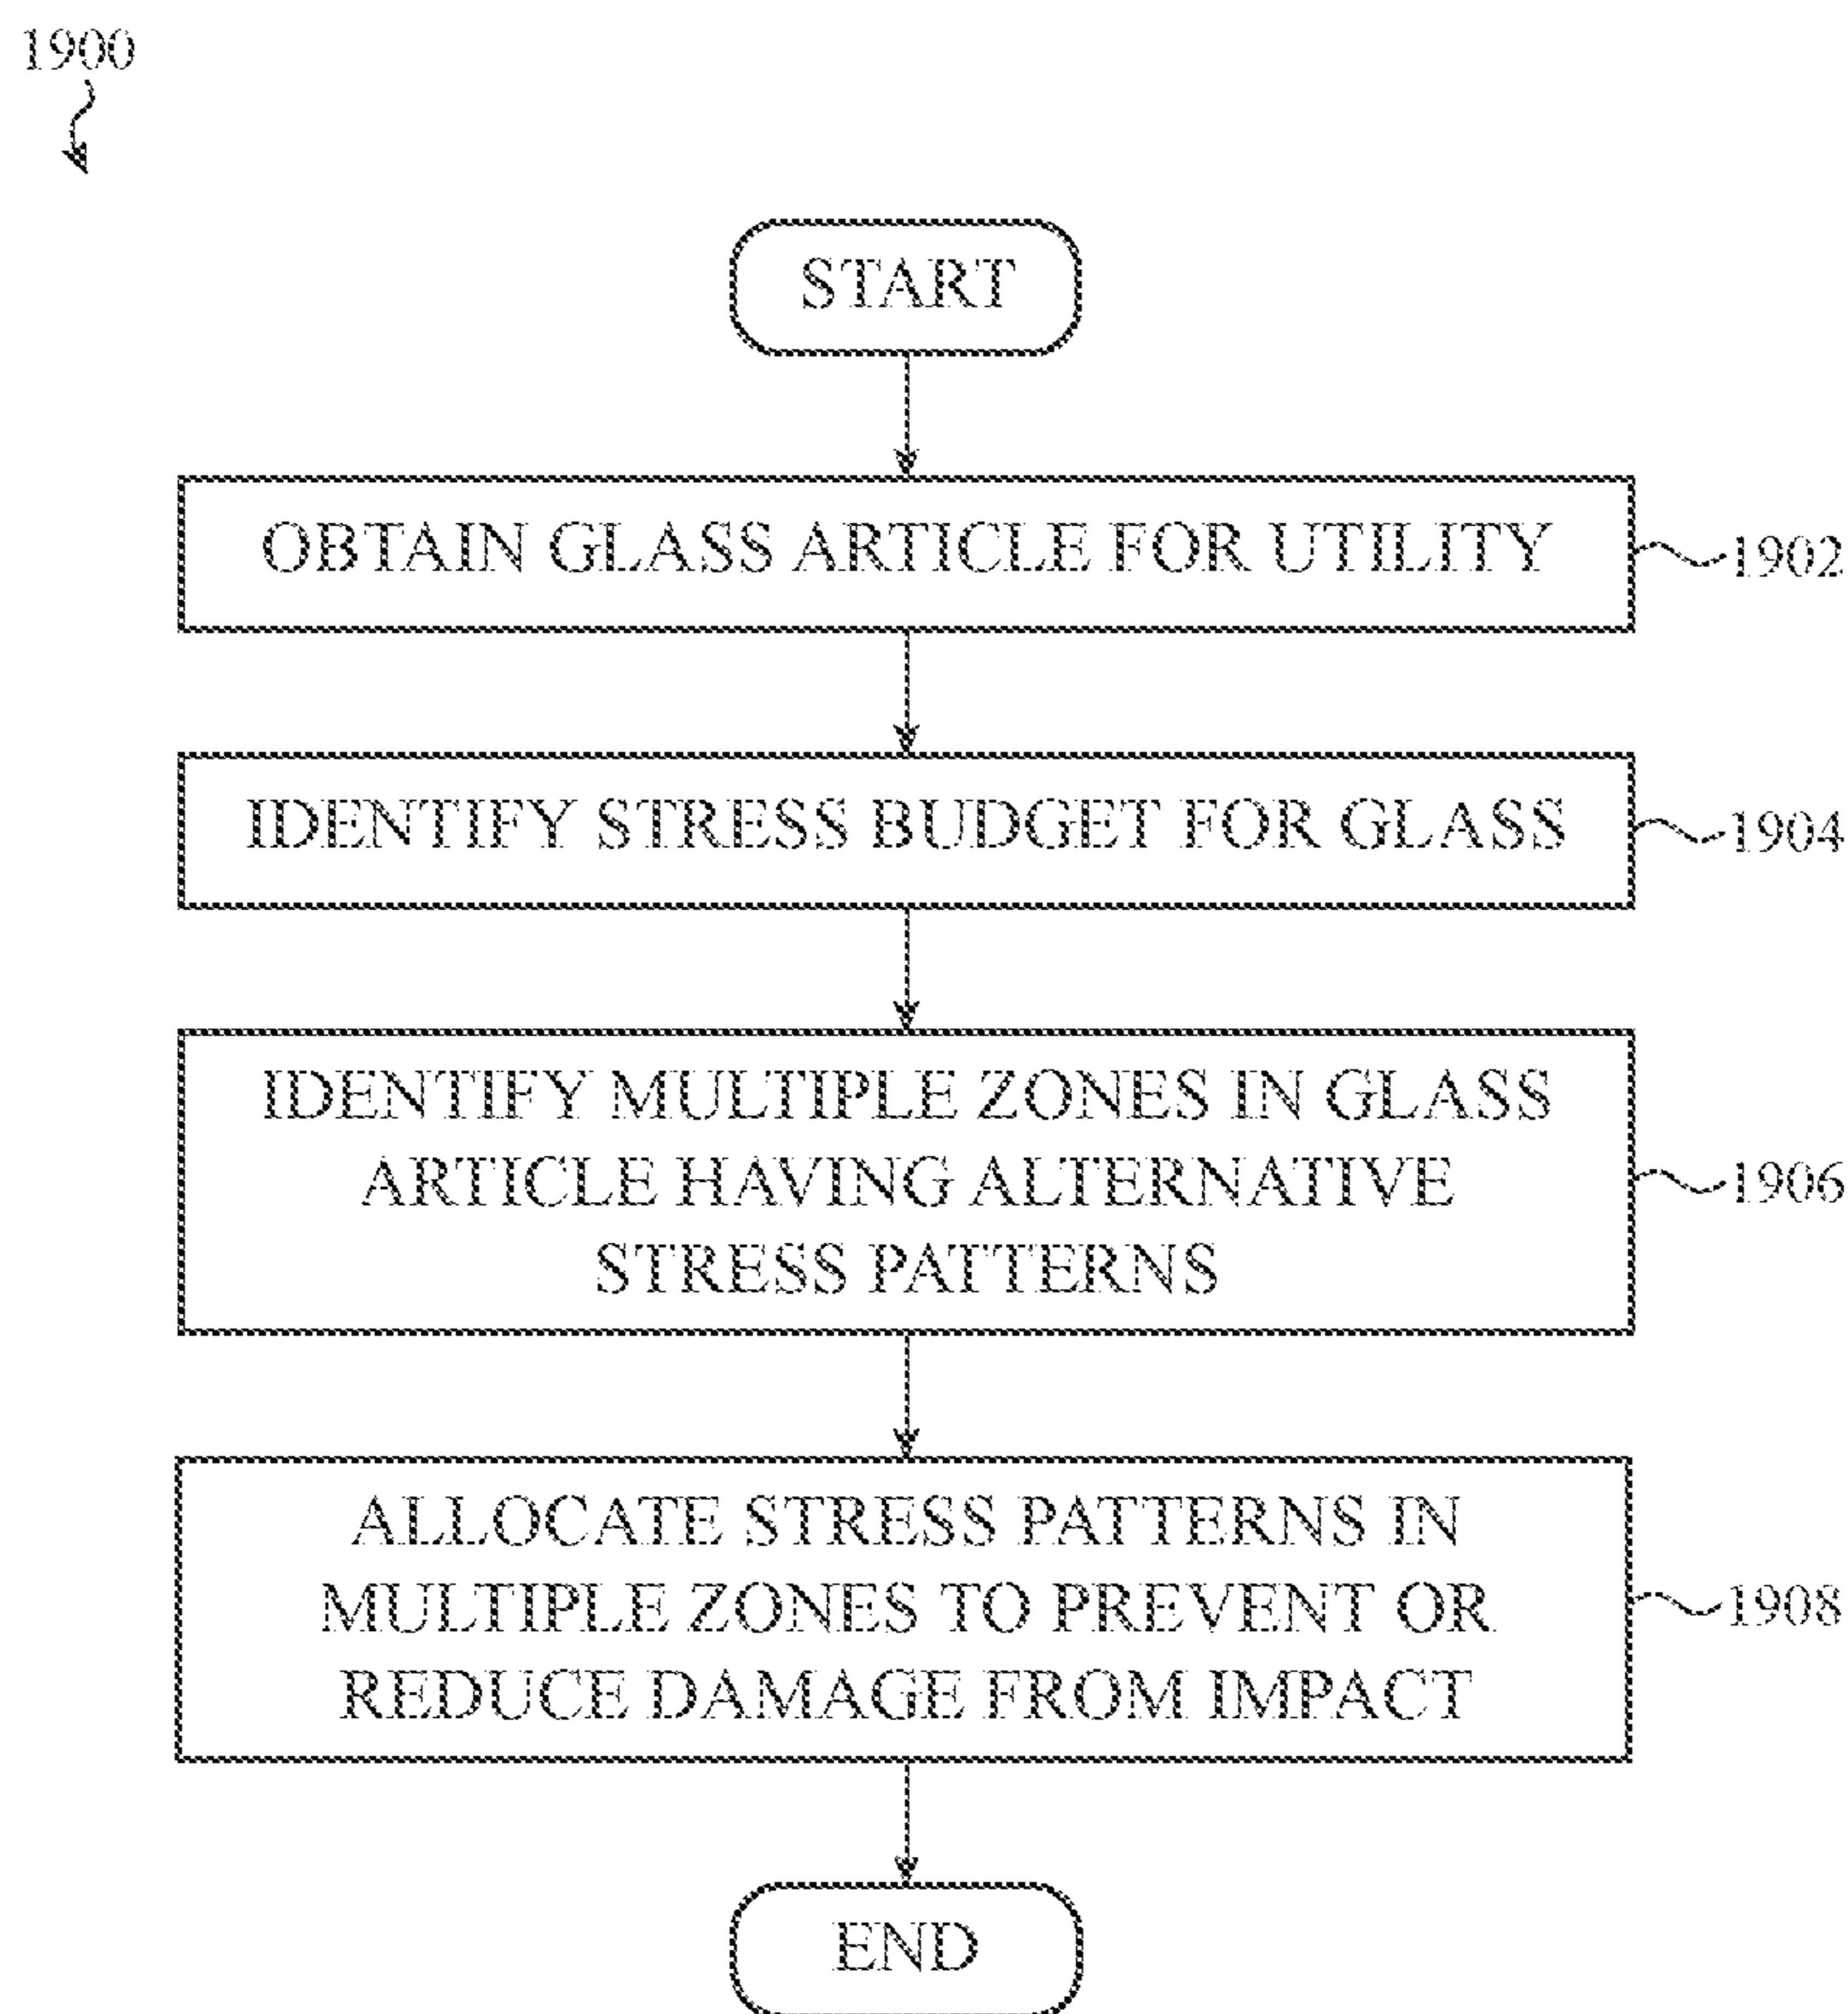 1900
START
OBTAIN GLASS ARTICLE FOR UTILITY
1902
IDENTIFY STRESS BUDGET FOR GLASS
1904
IDENTIFY MULTIPLE ZONES IN GLASS
ARTICLE HAVING ALTERNATIVE
STRESS PATTERNS
1906
ALLOCATE STRESS PATTERNS IN
MULTIPLE ZONES TO PREVENT OR
REDUCE DAMAGE FROM IMPACT
1908
END